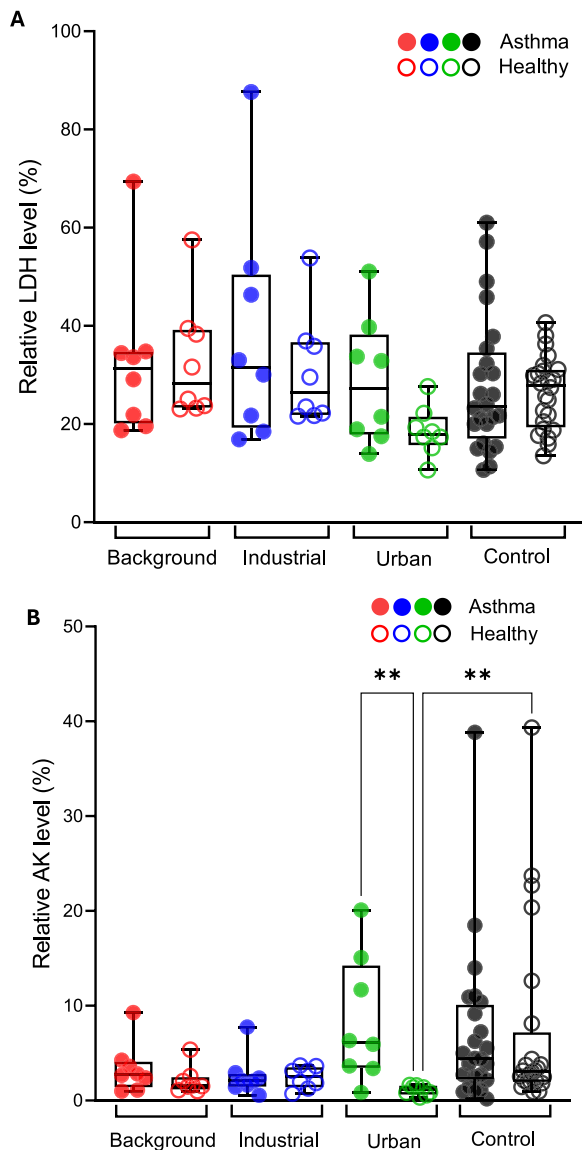 A
100
80
60
40
20
0
Relative LDH level (%)
Asthma
Healthy
Background Industrial Urban Control
B
50
40
30
20
10
0
Relative AK level (%)
Asthma
Healthy
** **
Background Industrial Urban Control